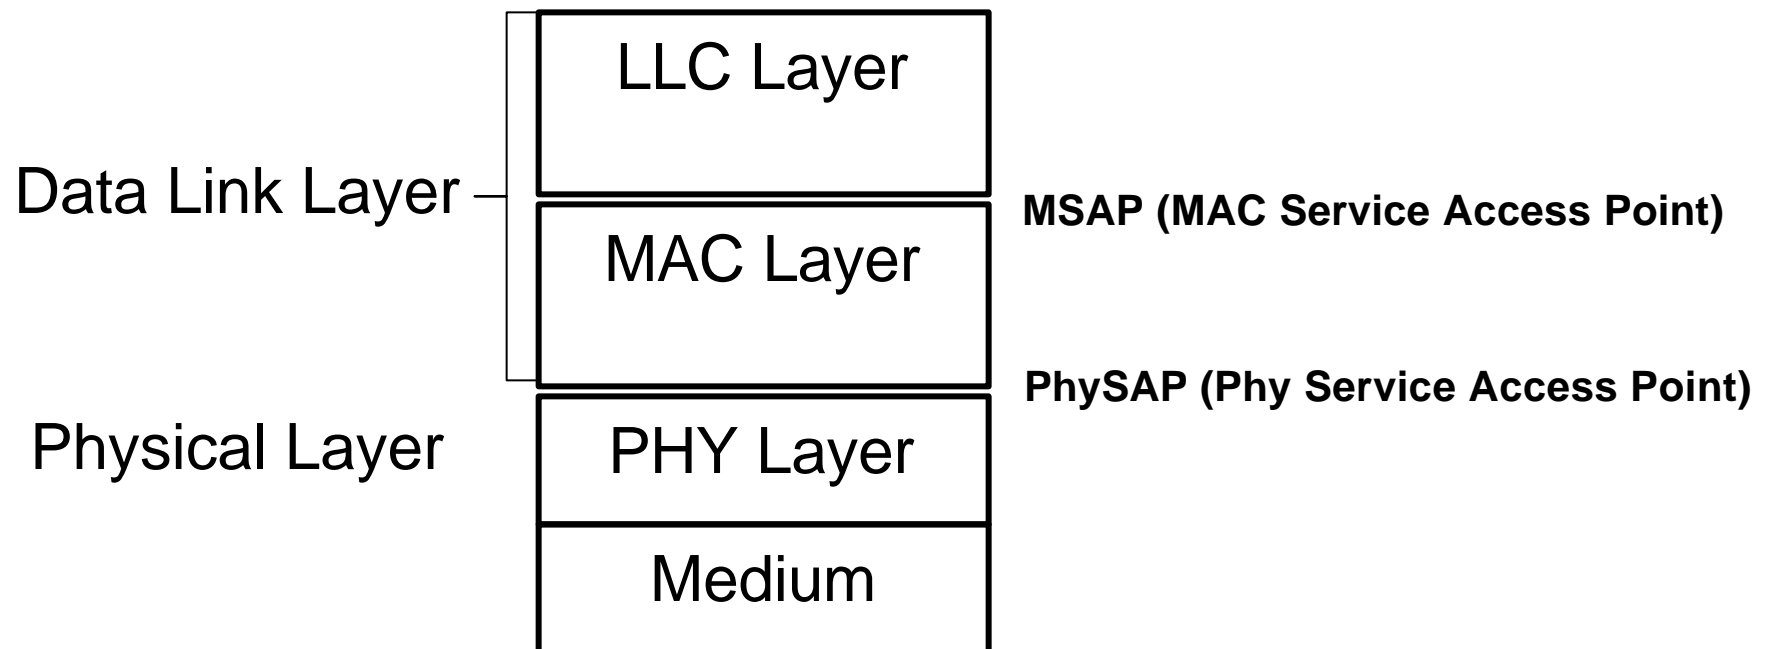 LLC Layer
Data Link Layer
MSAP (MAC Service Access Point)
MAC Layer
PhySAP (Phy Service Access Point)
Physical Layer
PHY Layer
Medium